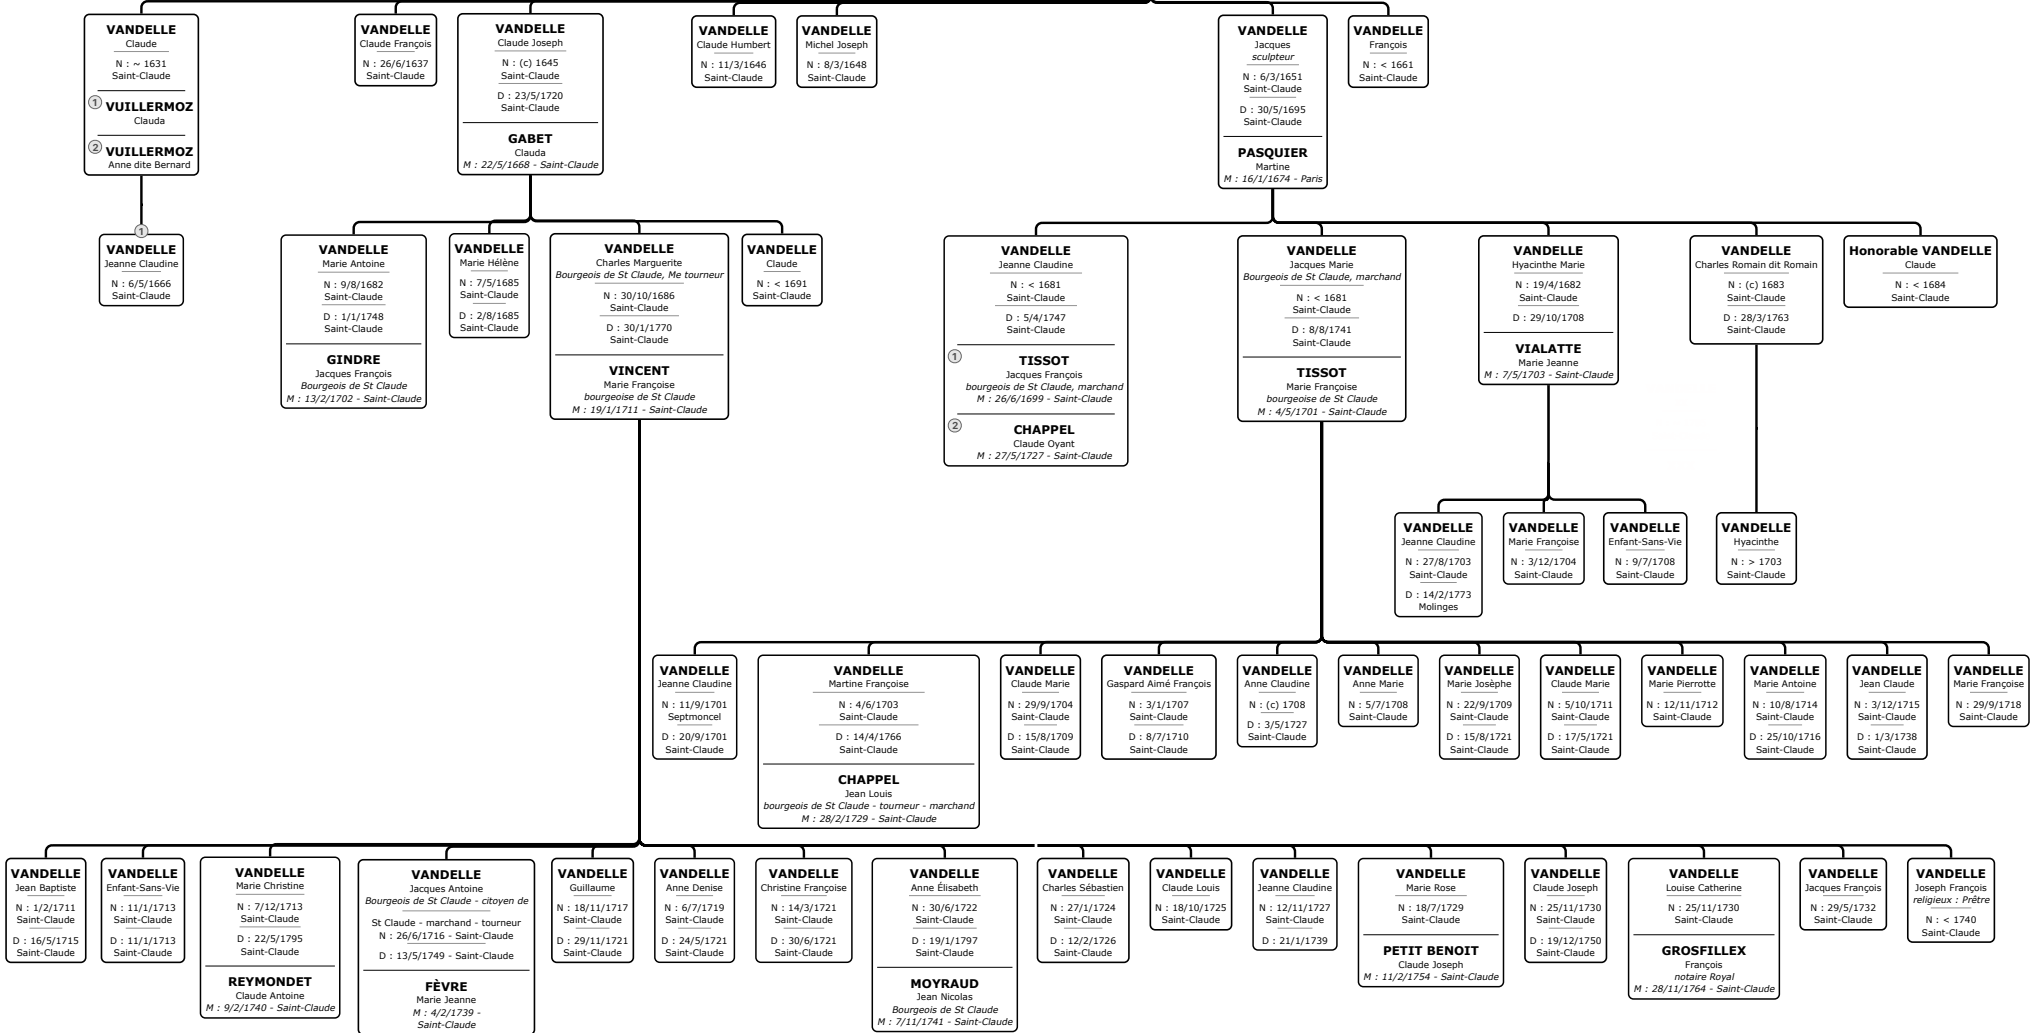 VANDELLE
Claude
N : ~ 1631
Saint-Claude
1 VUILLERMOZ
Clauda
2 VUILLERMOZ
Anne dite Bernard
VANDELLE
Claude François
N : 26/6/1637
Saint-Claude
VANDELLE
Claude Joseph
N : (c) 1645
Saint-Claude
D : 23/5/1720
Saint-Claude
GABET
Clauda
M : 22/5/1668 - Saint-Claude
VANDELLE
Claude Humbert
N : 11/3/1646
Saint-Claude
VANDELLE
Michel Joseph
N : 8/3/1648
Saint-Claude
VANDELLE
Jacques
sculpteur
N : 6/3/1651
Saint-Claude
D : 30/5/1695
Saint-Claude
PASQUIER
Martine
M : 16/1/1674 - Paris
VANDELLE
François
N : < 1661
Saint-Claude
1
VANDELLE
Jeanne Claudine
N : 6/5/1666
Saint-Claude
VANDELLE
Marie Antoine
N : 9/8/1682
Saint-Claude
D : 1/1/1748
Saint-Claude
GINDRE
Jacques François
Bourgeois de St Claude
M : 13/2/1702 - Saint-Claude
VANDELLE
Marie Hélène
N : 7/5/1685
Saint-Claude
D : 2/8/1685
Saint-Claude
VANDELLE
Charles Marguerite
Bourgeois de St Claude, Me tourneur
N : 30/10/1686
Saint-Claude
D : 30/1/1770
Saint-Claude
VINCENT
Marie Françoise
bourgeoise de St Claude
M : 19/1/1711 - Saint-Claude
VANDELLE
Claude
N : < 1691
Saint-Claude
VANDELLE
Jeanne Claudine
N : < 1681
Saint-Claude
D : 5/4/1747
Saint-Claude
1 TISSOT
Jacques François
bourgeois de St Claude, marchand
M : 26/6/1699 - Saint-Claude
2 CHAPPEL
Claude Oyant
M : 27/5/1727 - Saint-Claude
VANDELLE
Jacques Marie
Bourgeois de St Claude, marchand
N : < 1681
Saint-Claude
D : 8/8/1741
Saint-Claude
TISSOT
Marie Françoise
bourgeoise de St Claude
M : 4/5/1701 - Saint-Claude
VANDELLE
Hyacinthe Marie
N : 19/4/1682
Saint-Claude
D : 29/10/1708
VIALATTE
Marie Jeanne
M : 7/5/1703 - Saint-Claude
VANDELLE
Charles Romain dit Romain
N : (c) 1683
Saint-Claude
D : 28/3/1763
Saint-Claude
Honorable VANDELLE
Claude
N : < 1684
Saint-Claude
VANDELLE
Jeanne Claudine
N : 27/8/1703
Saint-Claude
D : 14/2/1773
Molinges
VANDELLE
Marie Françoise
N : 3/12/1704
Saint-Claude
VANDELLE
Enfant-Sans-Vie
N : 9/7/1708
Saint-Claude
VANDELLE
Hyacinthe
N : > 1703
Saint-Claude
VANDELLE
Jeanne Claudine
N : 11/9/1701
Septmoncel
D : 20/9/1701
Saint-Claude
VANDELLE
Martine Françoise
N : 4/6/1703
Saint-Claude
D : 14/4/1766
Saint-Claude
CHAPPEL
Jean Louis
bourgeois de St Claude - tourneur - marchand
M : 28/2/1729 - Saint-Claude
VANDELLE
Claude Marie
N : 29/9/1704
Saint-Claude
D : 15/8/1709
Saint-Claude
VANDELLE
Gaspard Aimé François
N : 3/1/1707
Saint-Claude
D : 8/7/1710
Saint-Claude
VANDELLE
Anne Claudine
N : (c) 1708
D : 3/5/1727
Saint-Claude
VANDELLE
Anne Marie
N : 5/7/1708
Saint-Claude
VANDELLE
Marie Josèphe
N : 22/9/1709
Saint-Claude
D : 15/8/1721
Saint-Claude
VANDELLE
Claude Marie
N : 5/10/1711
Saint-Claude
D : 17/5/1721
Saint-Claude
VANDELLE
Marie Pierrotte
N : 12/11/1712
Saint-Claude
VANDELLE
Marie Antoine
N : 10/8/1714
Saint-Claude
D : 25/10/1716
Saint-Claude
VANDELLE
Jean Claude
N : 3/12/1715
Saint-Claude
D : 1/3/1738
Saint-Claude
VANDELLE
Marie Françoise
N : 29/9/1718
Saint-Claude
VANDELLE
Jean Baptiste
N : 1/2/1711
Saint-Claude
D : 16/5/1715
Saint-Claude
VANDELLE
Enfant-Sans-Vie
N : 11/1/1713
Saint-Claude
D : 11/1/1713
Saint-Claude
VANDELLE
Marie Christine
N : 7/12/1713
Saint-Claude
D : 22/5/1795
Saint-Claude
REYMONDET
Claude Antoine
M : 9/2/1740 - Saint-Claude
VANDELLE
Jacques Antoine
Bourgeois de St Claude - citoyen de
St Claude - marchand - tourneur
N : 26/6/1716 - Saint-Claude
D : 13/5/1749 - Saint-Claude
FÈVRE
Marie Jeanne
M : 4/2/1739 -
Saint-Claude
VANDELLE
Guillaume
N : 18/11/1717
Saint-Claude
D : 29/11/1721
Saint-Claude
VANDELLE
Anne Denise
N : 6/7/1719
Saint-Claude
D : 24/5/1721
Saint-Claude
VANDELLE
Christine Françoise
N : 14/3/1721
Saint-Claude
D : 30/6/1721
Saint-Claude
VANDELLE
Anne Élisabeth
N : 30/6/1722
Saint-Claude
D : 19/1/1797
Saint-Claude
MOYRAUD
Jean Nicolas
Bourgeois de St Claude
M : 7/11/1741 - Saint-Claude
VANDELLE
Charles Sébastien
N : 27/1/1724
Saint-Claude
D : 12/2/1726
Saint-Claude
VANDELLE
Claude Louis
N : 18/10/1725
Saint-Claude
VANDELLE
Jeanne Claudine
N : 12/11/1727
Saint-Claude
D : 21/1/1739
VANDELLE
Marie Rose
N : 18/7/1729
Saint-Claude
PETIT BENOIT
Claude Joseph
M : 11/2/1754 - Saint-Claude
VANDELLE
Claude Joseph
N : 25/11/1730
Saint-Claude
D : 19/12/1750
Saint-Claude
VANDELLE
Louise Catherine
N : 25/11/1730
Saint-Claude
GROSFILLEX
François
notaire Royal
M : 28/11/1764 - Saint-Claude
VANDELLE
Jacques François
N : 29/5/1732
Saint-Claude
VANDELLE
Joseph François
religieux : Prêtre
N : < 1740
Saint-Claude